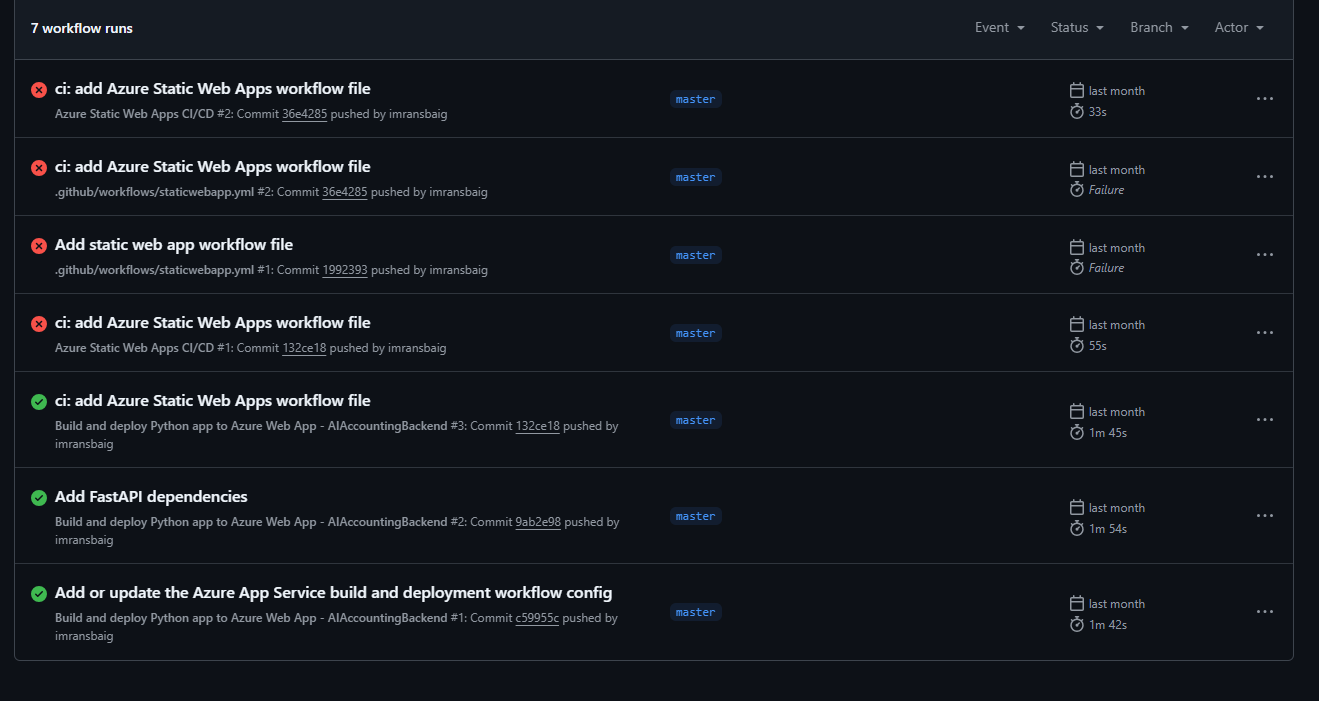 7 workflow runs
Event Status Branch Actor
ci: add Azure Static Web Apps workflow file
Azure Static Web Apps CI/CD #2: Commit 36e4285 pushed by imransbaig
master
last month
33s
ci: add Azure Static Web Apps workflow file
.github/workflows/staticwebapp.yml #2: Commit 36e4285 pushed by imransbaig
master
last month
Failure
Add static web app workflow file
.github/workflows/staticwebapp.yml #1: Commit 1992393 pushed by imransbaig
master
last month
Failure
ci: add Azure Static Web Apps workflow file
Azure Static Web Apps CI/CD #1: Commit 132ce18 pushed by imransbaig
master
last month
55s
ci: add Azure Static Web Apps workflow file
Build and deploy Python app to Azure Web App - AIAccountingBackend #3: Commit 132ce18 pushed by
imransbaig
master
last month
1m 45s
Add FastAPI dependencies
Build and deploy Python app to Azure Web App - AIAccountingBackend #2: Commit 9ab2e98 pushed by
imransbaig
master
last month
1m 54s
Add or update the Azure App Service build and deployment workflow config
Build and deploy Python app to Azure Web App - AIAccountingBackend #1: Commit c59955c pushed by
imransbaig
master
last month
1m 42s